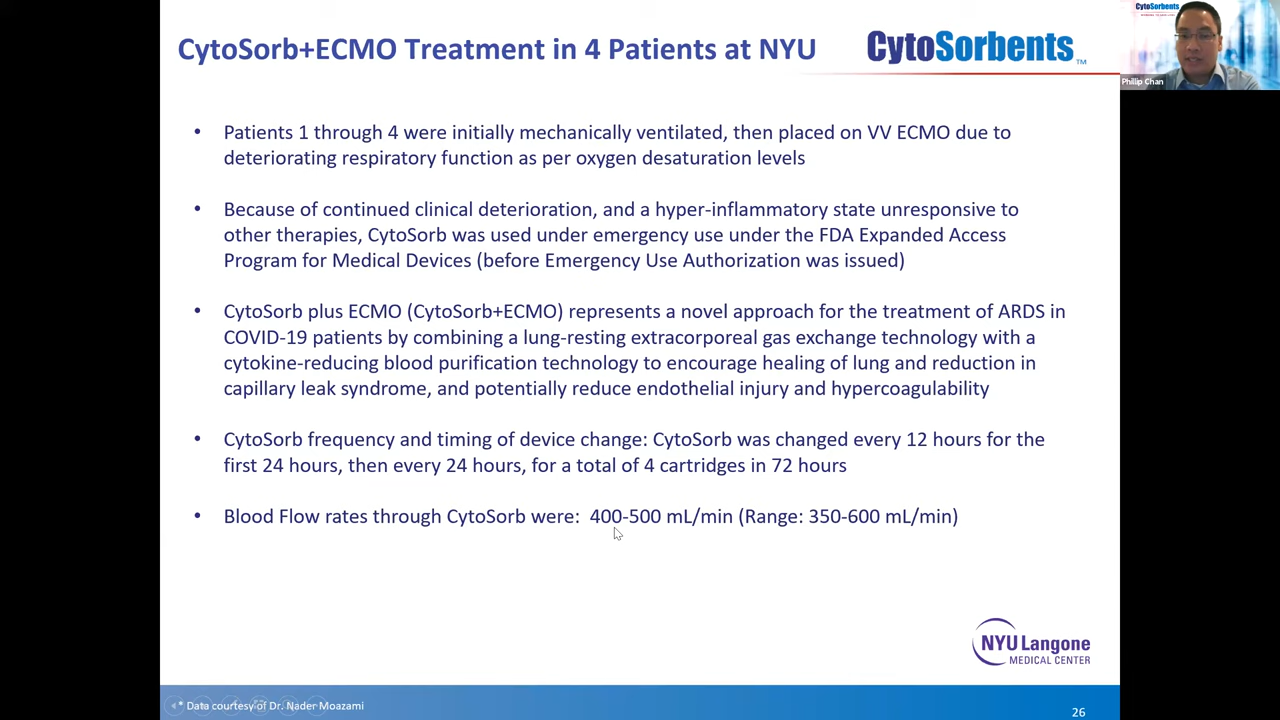 CytoSorb+ECMO Treatment in 4 Patients at NYU
CytoSorbents™
CytoSorbents
Philip Chan
• Patients 1 through 4 were initially mechanically ventilated, then placed on VV ECMO due to
deteriorating respiratory function as per oxygen desaturation levels
• Because of continued clinical deterioration, and a hyper-inflammatory state unresponsive to
other therapies, CytoSorb was used under emergency use under the FDA Expanded Access
Program for Medical Devices (before Emergency Use Authorization was issued)
• CytoSorb plus ECMO (CytoSorb+ECMO) represents a novel approach for the treatment of ARDS in
COVID-19 patients by combining a lung-resting extracorporeal gas exchange technology with a
cytokine-reducing blood purification technology to encourage healing of lung and reduction in
capillary leak syndrome, and potentially reduce endothelial injury and hypercoagulability
• CytoSorb frequency and timing of device change: CytoSorb was changed every 12 hours for the
first 24 hours, then every 24 hours, for a total of 4 cartridges in 72 hours
• Blood Flow rates through CytoSorb were: 400-500 mL/min (Range: 350-600 mL/min)
NYU Langone
MEDICAL CENTER
* Data courtesy of Dr. Nader Moazami
26